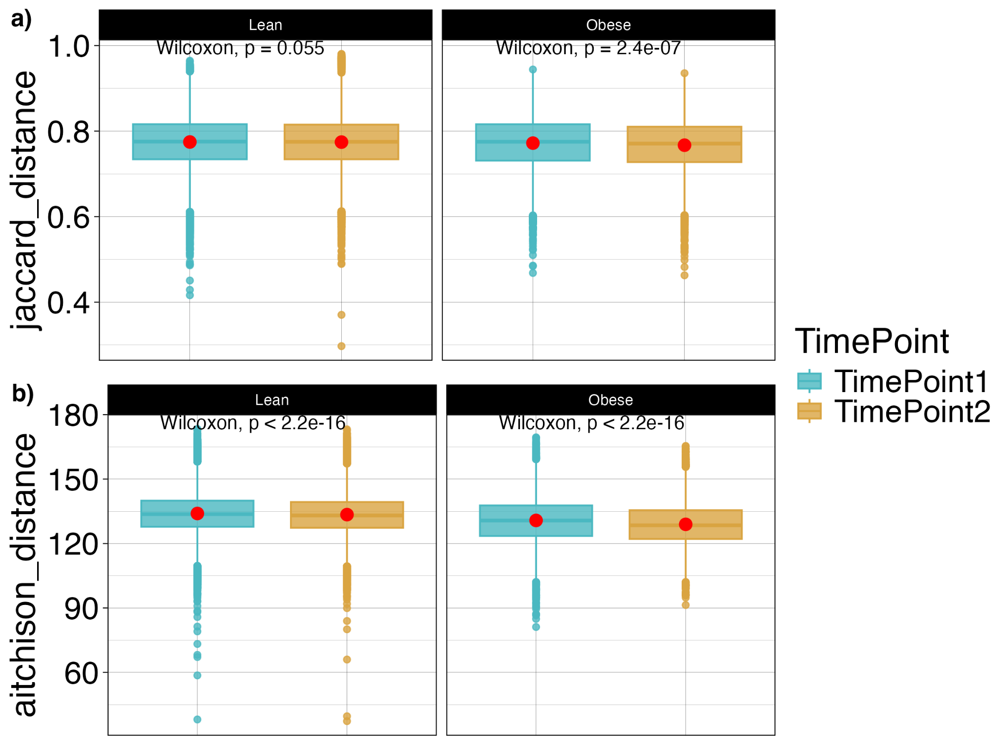 a)
Lean
Obese
Wilcoxon, p = 0.055
Wilcoxon, p = 2.4e-07
1.0
0.8
0.6
0.4
jaccard_distance
b)
Lean
Obese
Wilcoxon, p < 2.2e-16
Wilcoxon, p < 2.2e-16
180
150
120
90
60
aitchison_distance
TimePoint
TimePoint1
TimePoint2